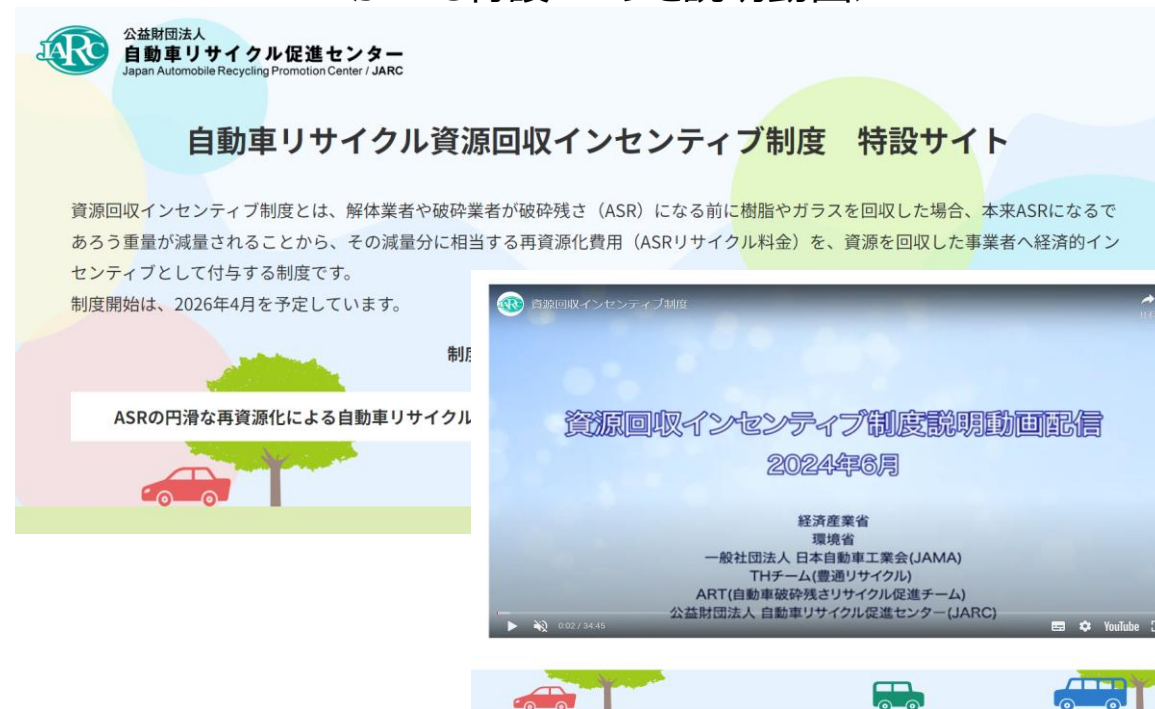 公益財団法人
自動車リサイクル促進センター
Japan Automobile Recycling Promotion Center / JARC
JARC
自動車リサイクル資源回収インセンティブ制度 特設サイト
資源回収インセンティブ制度とは、解体業者や破砕業者が破砕残さ（ASR）になる前に樹脂やガラスを回収した場合、本来ASRになるで
あろう重量が減量されることから、その減量分に相当する再資源化費用（ASRリサイクル料金）を、資源を回収した事業者へ経済的イン
センティブとして付与する制度です。
制度開始は、2026年4月を予定しています。
制度
ASRの円滑な再資源化による自動車リサイクル
資源回収インセンティブ制度
資源回収インセンティブ制度説明動画配信
2024年6月
経済産業省
環境省
一般社団法人 日本自動車工業会(JAMA)
THチーム(豊通リサイクル)
ART(自動車破砕残さリサイクル促進チーム)
公益財団法人 自動車リサイクル促進センター(JARC)
0:02 / 34:45
YouTube